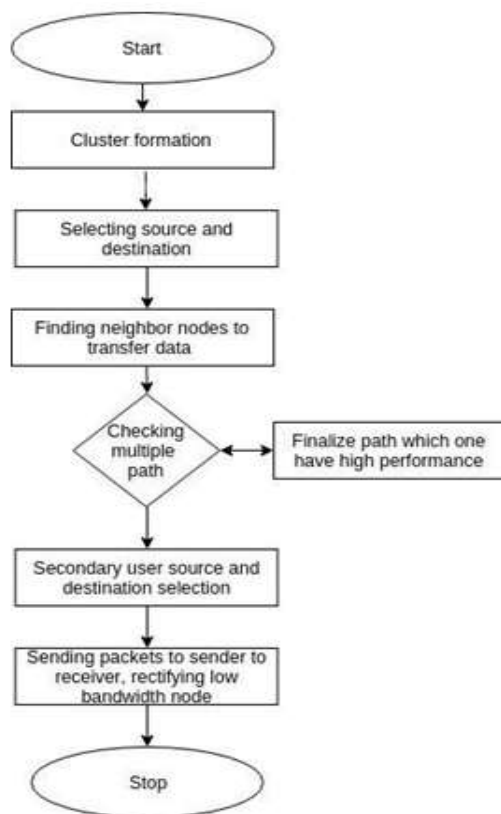 Start
Cluster formation
Selecting source and
destination
Finding neighbor nodes to
transfer data
Checking
multiple
path
Finalize path which one
have high performance
Secondary user source and
destination selection
Sending packets to sender to
receiver, rectifying low
bandwidth node
Stop